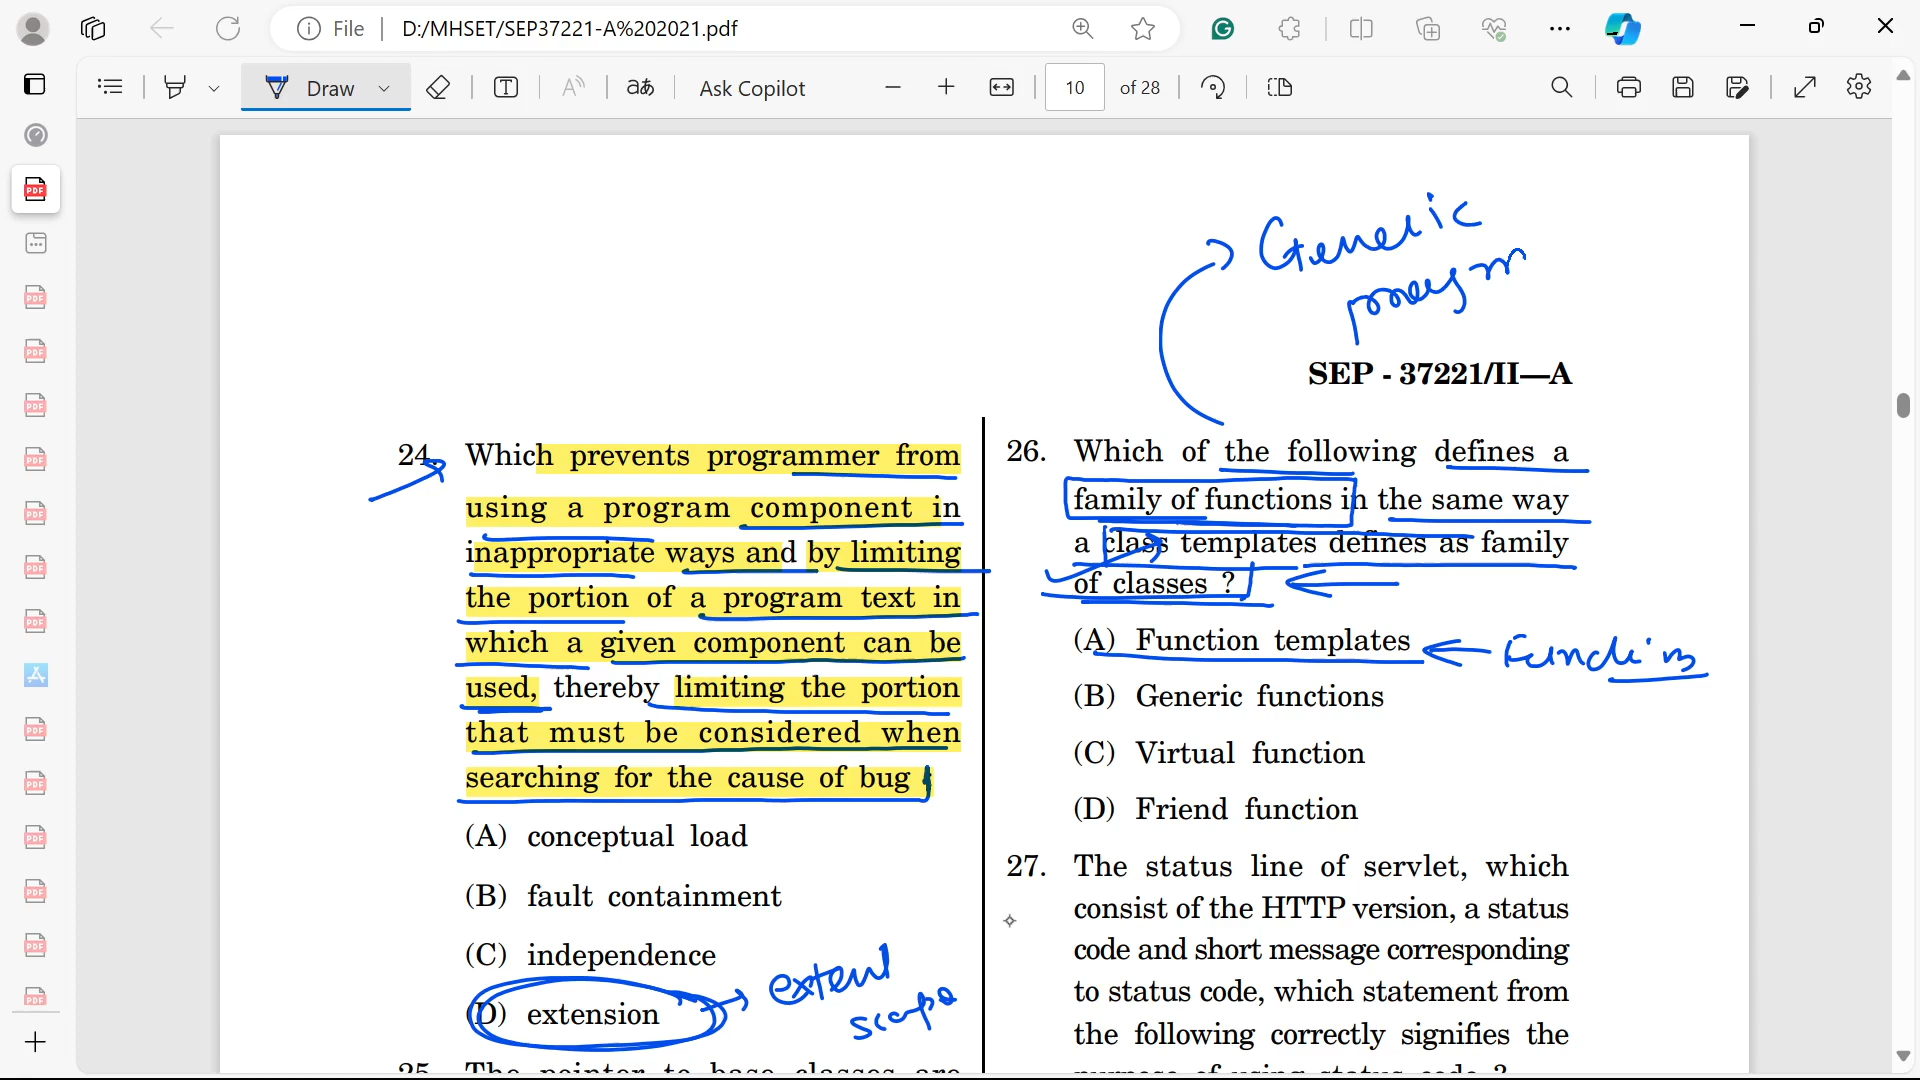 File
D:/MHSET/SEP37221-A%202021.pdf
Draw
Ask Copilot
10
of 28
Generic
SEP - 37221/II—A
24.
Which prevents programmer from
using a program component in
inappropriate ways and by limiting
the portion of a program text in
which a given component can be
used, thereby limiting the portion
that must be considered when
searching for the cause of bug
(A) conceptual load
(B) fault containment
(C) independence
(D) extension
extend
scope
26. Which of the following defines a
family of functions in the same way
a class templates defines as family
of classes ?
(A) Function templates
Functions
(B) Generic functions
(C) Virtual function
(D) Friend function
27. The status line of servlet, which
consist of the HTTP version, a status
code and short message corresponding
to status code, which statement from
the following correctly signifies the